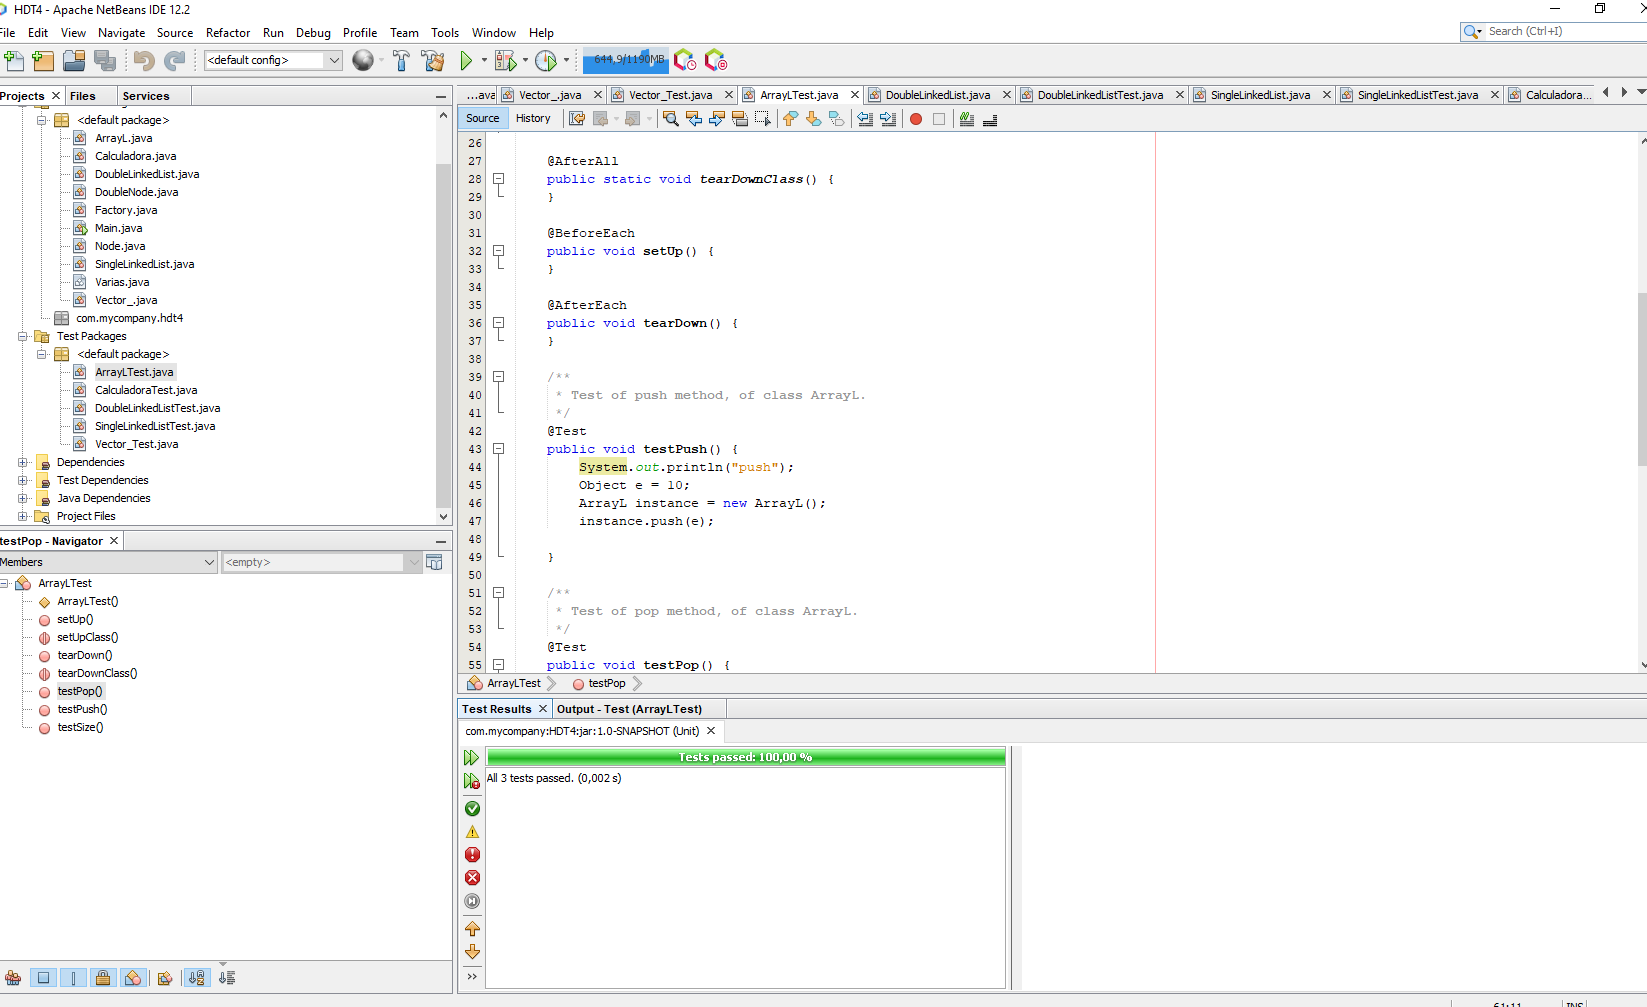 HDT4 - Apache NetBeans IDE 12.2
File Edit View Navigate Source Refactor Run Debug Profile Team Tools Window Help
Search (Ctrl+I)
<default config>
644,9/1190MB
Projects Files Services
<default package>
ArrayL.java
Calculadora.java
DoubleLinkedList.java
DoubleNode.java
Factory.java
Main.java
Node.java
SingleLinkedList.java
Varias.java
Vector_.java
com.mycompany.hdt4
Test Packages
<default package>
ArrayLTest.java
CalculadoraTest.java
DoubleLinkedListTest.java
SingleLinkedListTest.java
Vector_Test.java
Dependencies
Test Dependencies
Java Dependencies
Project Files
testPop - Navigator
Members
<empty>
ArrayLTest
ArrayLTest()
setUp()
setUpClass()
tearDown()
tearDownClass()
testPop()
testPush()
testSize()
...ava Vector_.java Vector_Test.java ArrayLTest.java DoubleLinkedList.java DoubleLinkedListTest.java SingleLinkedList.java SingleLinkedListTest.java Calculadora...
Source History
26
27 @AfterAll
28 public static void tearDownClass() {
29 }
30
31 @BeforeEach
32 public void setUp() {
33 }
34
35 @AfterEach
36 public void tearDown() {
37 }
38
39 /**
40 * Test of push method, of class ArrayL.
41 */
42 @Test
43 public void testPush() {
44 System.out.println("push");
45 Object e = 10;
46 ArrayL instance = new ArrayL();
47 instance.push(e);
48
49 }
50
51 /**
52 * Test of pop method, of class ArrayL.
53 */
54 @Test
55 public void testPop() {
ArrayLTest testPop
Test Results Output - Test (ArrayLTest)
com.mycompany:HDT4:jar:1.0-SNAPSHOT (Unit)
Tests passed: 100,00 %
All 3 tests passed. (0,002 s)
61:11 INS